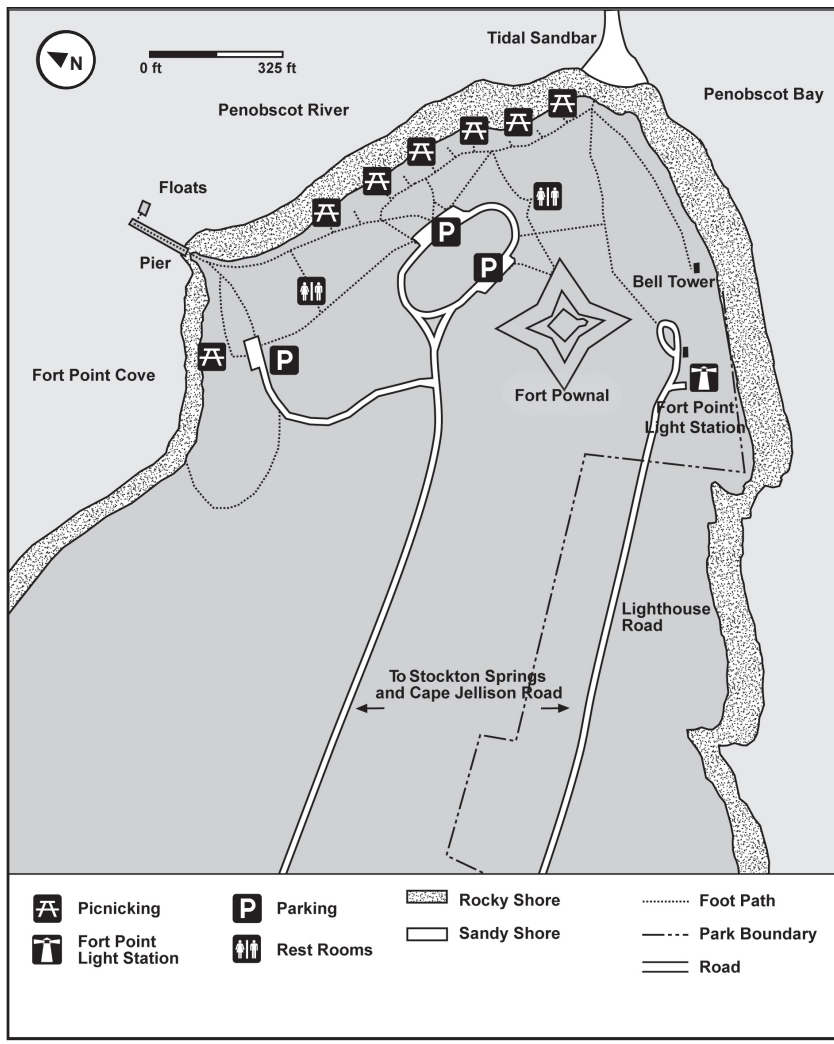 Tidal Sandbar
N
0 ft
325 ft
Penobscot Bay
Penobscot River
Floats
Pier
P
P
Bell Tower
Fort Point Cove
P
Fort Pownal
Fort Point
Light Station
Lighthouse
Road
To Stockton Springs
and Cape Jellison Road
Picnicking
P
Parking
Rocky Shore
Foot Path
Fort Point
Light Station
Rest Rooms
Sandy Shore
Park Boundary
Road